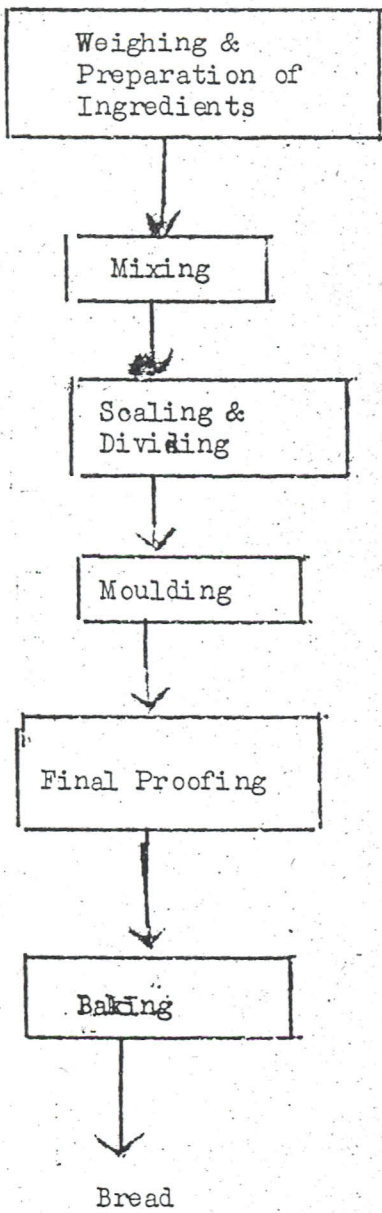 Weighing &
Preparation of
Ingredients
Mixing
Scaling &
Dividing
Moulding
Final Proofing
Baking
Bread